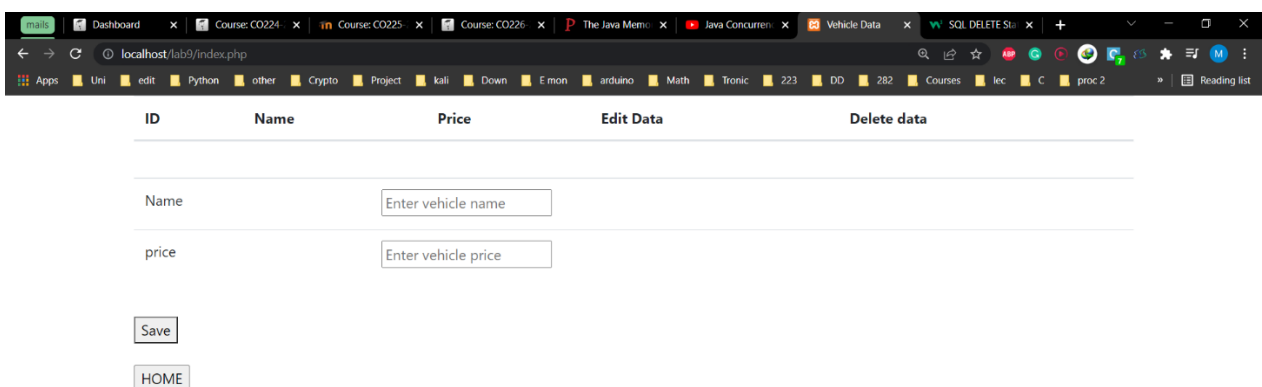 mails Dashboard Course: CO224- Course: CO225- Course: CO226- The Java Memo Java Concurren Vehicle Data SQL DELETE Sta
localhost/lab9/index.php
Apps Uni edit Python other Crypto Project kali Down E mon arduino Math Tronic 223 DD 282 Courses lec C proc 2 » Reading list
ID Name Price Edit Data Delete data
Name Enter vehicle name
price Enter vehicle price
Save
HOME